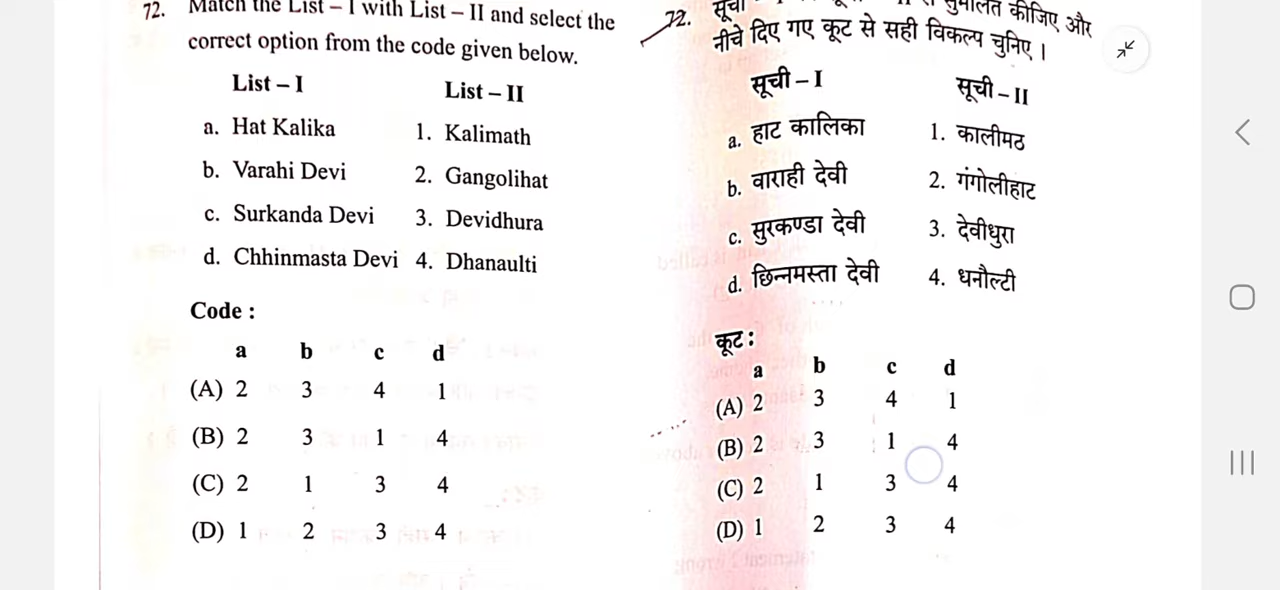 72. Match the List – I with List – II and select the
correct option from the code given below.
List – I List – II
a. Hat Kalika 1. Kalimath
b. Varahi Devi 2. Gangolihat
c. Surkanda Devi 3. Devidhura
d. Chhinmasta Devi 4. Dhanaulti
Code :
a b c d
(A) 2 3 4 1
(B) 2 3 1 4
(C) 2 1 3 4
(D) 1 2 3 4
72. सूची
सुमेलित कीजिए और
नीचे दिए गए कूट से सही विकल्प चुनिए ।
सूची – I सूची – II
a. हाट कालिका 1. कालीमठ
b. वाराही देवी 2. गंगोलीहाट
c. सुरकण्डा देवी 3. देवीधुरा
d. छिन्नमस्ता देवी 4. धनौल्टी
कूट :
a b c d
(A) 2 3 4 1
(B) 2 3 1 4
(C) 2 1 3 4
(D) 1 2 3 4